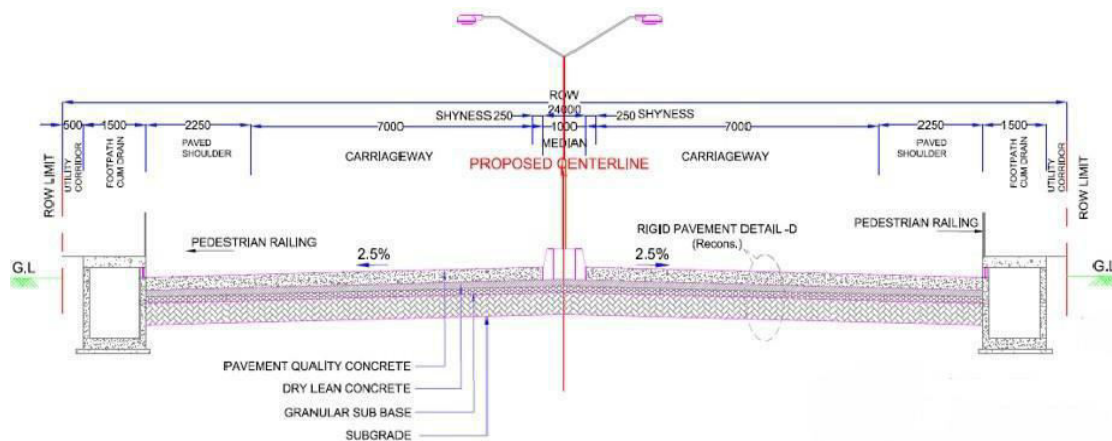 ROW
24000
SHYNESS 250
250 SHYNESS
500
1500
2250
7000
1000
7000
2250
1500
ROW LIMIT
UTILITY
CORRIDOR
FOOTPATH
CUM DRAIN
PAVED
SHOULDER
CARRIAGEWAY
MEDIAN
PROPOSED CENTERLINE
CARRIAGEWAY
PAVED
SHOULDER
FOOTPATH
CUM DRAIN
UTILITY
CORRIDOR
ROW LIMIT
PEDESTRIAN RAILING
RIGID PAVEMENT DETAIL -D
(Recons.)
PEDESTRIAN RAILING
G.L
2.5%
2.5%
G.L
PAVEMENT QUALITY CONCRETE
DRY LEAN CONCRETE
GRANULAR SUB BASE
SUBGRADE